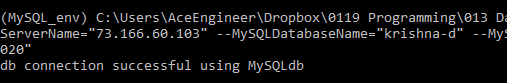 (MySQL_env) C:\Users\AceEngineer\Dropbox\0119 Programming\013 Da
ServerName="73.166.60.103" --MySQLDatabaseName="krishna-d" --MyS
020"
db connection successful using MySQLdb